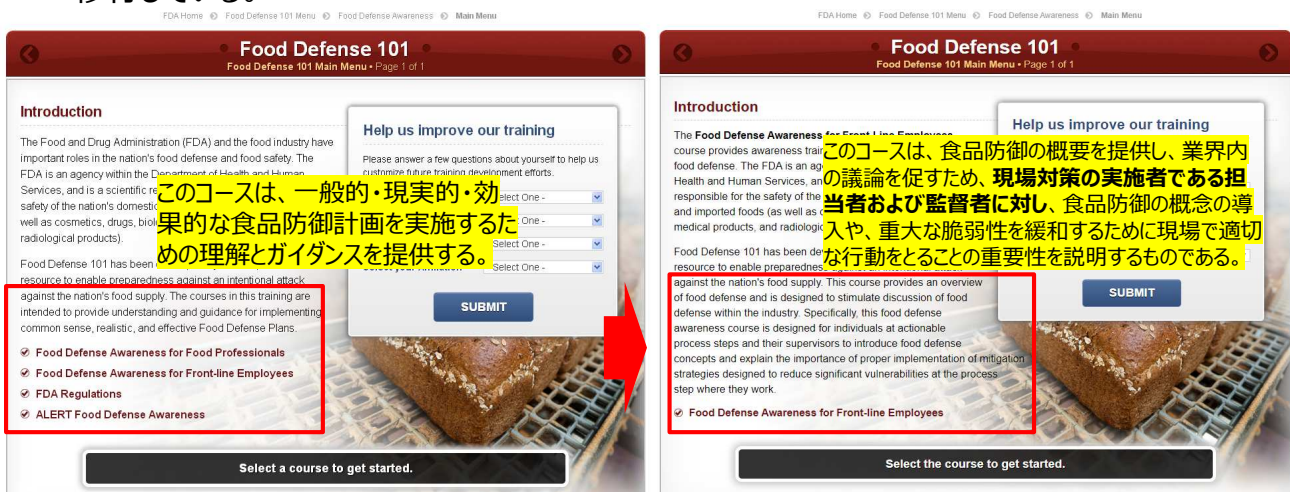 移行している。
FDA Home Food Defense 101 Menu Food Defense Awareness Main Menu
Food Defense 101
Food Defense 101 Main Menu • Page 1 of 1
Introduction
The Food and Drug Administration (FDA) and the food industry have
important roles in the nation's food defense and food safety. The
FDA is an agency within the Department of Health and Human
Services, and is a scientific
safety of the nation's
well as cosmetics, drugs,
radiological products).
Food Defense 101 has been
resource to enable preparedness against an intentional attack
against the nation's food supply. The courses in this training are
intended to provide understanding and guidance for implementing
common sense, realistic, and effective Food Defense Plans.
Food Defense Awareness for Food Professionals
Food Defense Awareness for Front-line Employees
FDA Regulations
ALERT Food Defense Awareness
Help us improve our training
Please answer a few questions about yourself to help us
customize future training development efforts.
Select One -
Select One -
Select One -
Select One -
SUBMIT
このコースは、一般的・現実的・効
果的な食品防御計画を実施するた
めの理解とガイダンスを提供する。
Select a course to get started.
FDA Home Food Defense 101 Menu Food Defense Awareness Main Menu
Food Defense 101
Food Defense 101 Main Menu • Page 1 of 1
Introduction
The Food Defense Awareness for Front-Line Employees
course provides awareness
food defense. The FDA is an
Health and Human Services,
responsible for the safety of the
and imported foods (as well as
medical products, and
Food Defense 101 has been
resource to enable preparedness against an intentional attack
against the nation's food supply. This course provides an overview
of food defense and is designed to stimulate discussion of food
defense within the industry. Specifically, this food defense
awareness course is designed for individuals at actionable
process steps and their supervisors to introduce food defense
concepts and explain the importance of proper implementation of mitigation
strategies designed to reduce significant vulnerabilities at the process
step where they work.
Food Defense Awareness for Front-line Employees
Help us improve our training
このコースは、食品防御の概要を提供し、業界内
の議論を促すため、現場対策の実施者である担
当者および監督者に対し、食品防御の概念の導
入や、重大な脆弱性を緩和するために現場で適切
な行動をとることの重要性を説明するものである。
SUBMIT
Select the course to get started.